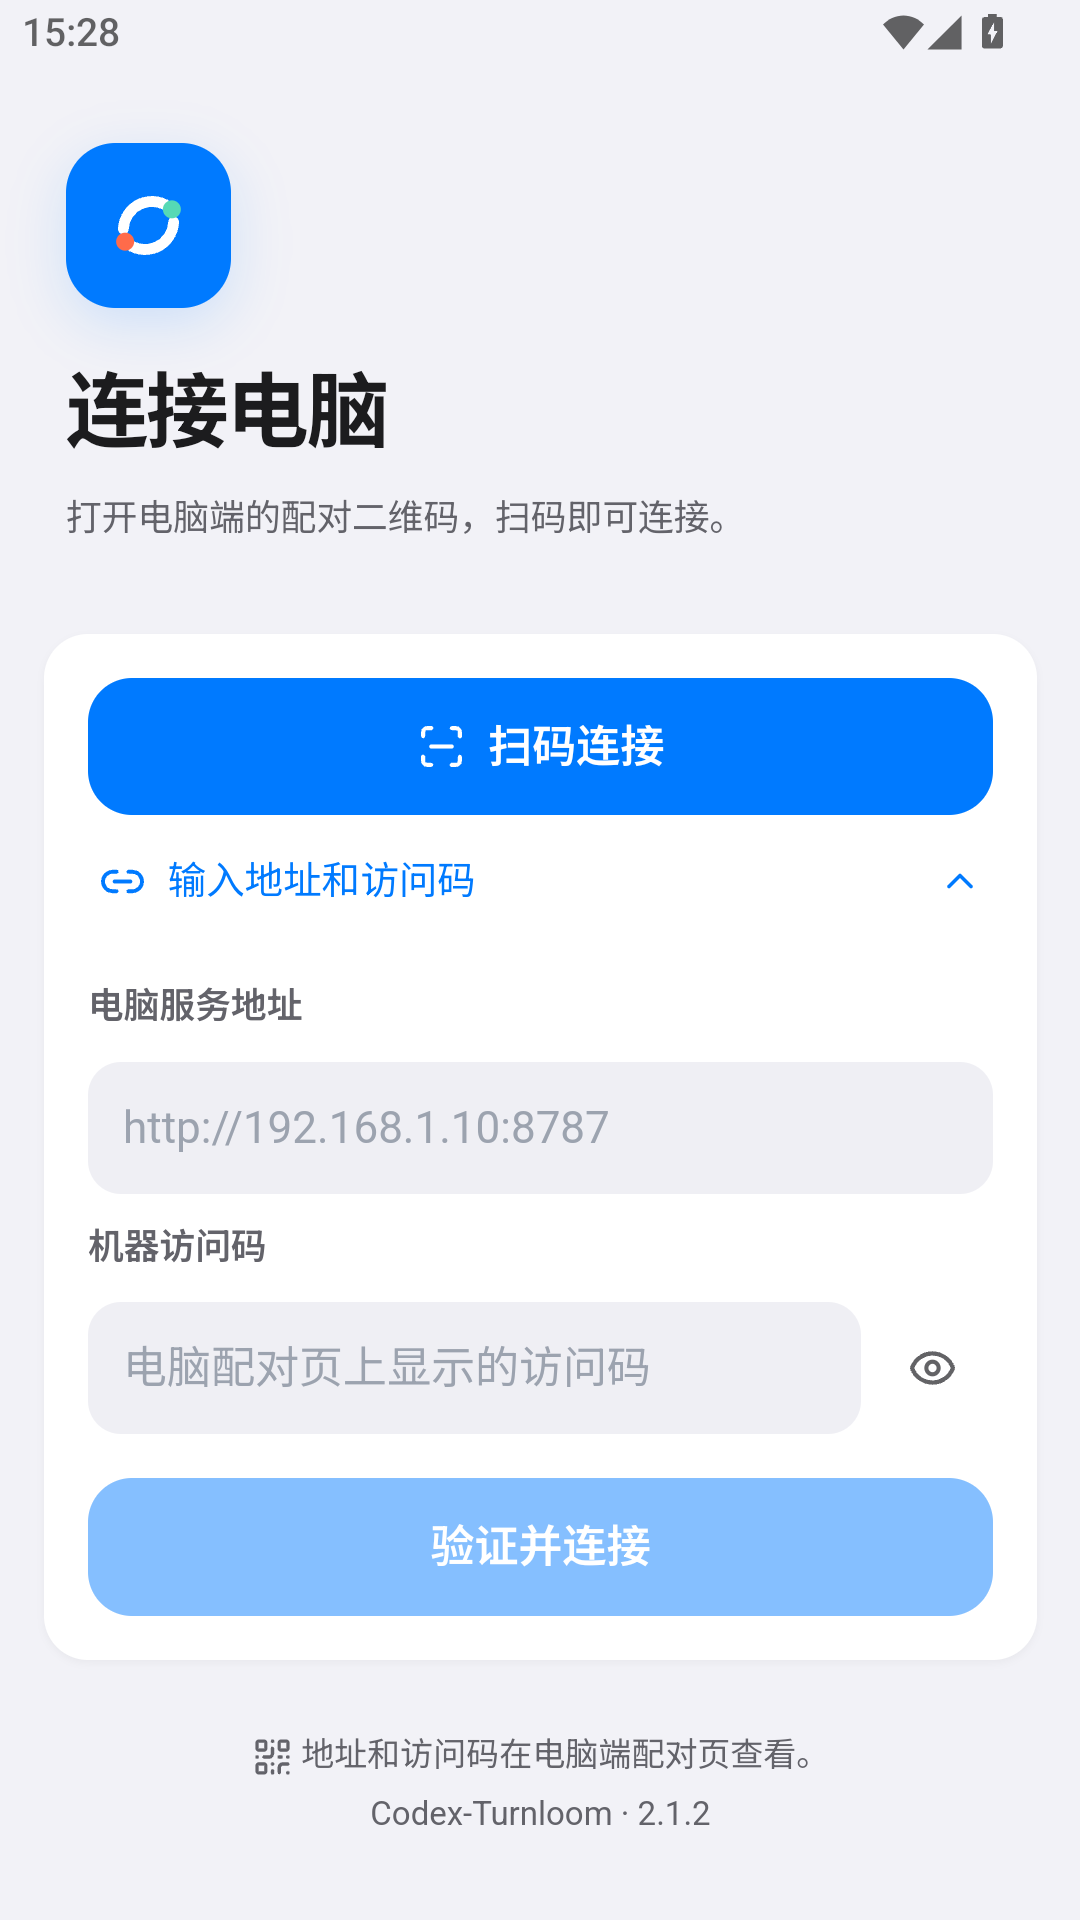 15:28
连接电脑
打开电脑端的配对二维码，扫码即可连接。
扫码连接
输入地址和访问码
电脑服务地址
http://192.168.1.10:8787
机器访问码
电脑配对页上显示的访问码
验证并连接
地址和访问码在电脑端配对页查看。
Codex-Turnloom · 2.1.2